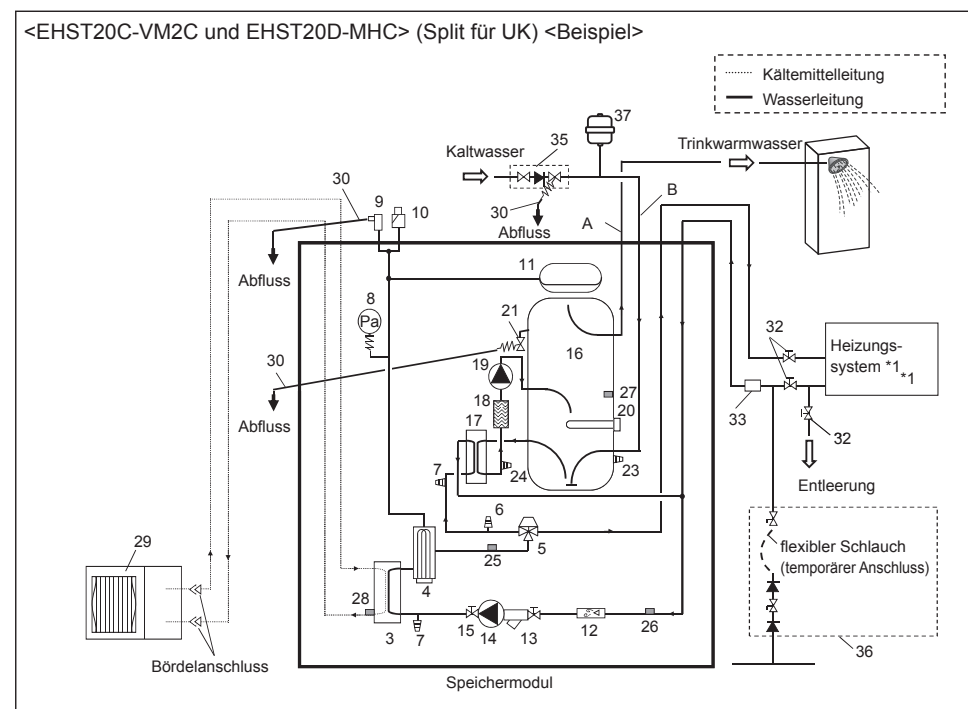 <EHST20C-VM2C und EHST20D-MHC> (Split für UK) <Beispiel>
Kältemittelleitung
Wasserleitung
37
35
Kaltwasser
Trinkwarmwasser
30
9
10
30
Abfluss
A
B
Abfluss
11
8
Pa
21
16
30
19
27
20
18
17
Abfluss
7
24
23
6
5
25
4
28
3
7
15
14
13
12
26
29
Bördelanschluss
Speichermodul
32
Heizungs-
system *1
*1
33
32
Entleerung
flexibler Schlauch
(temporärer Anschluss)
36